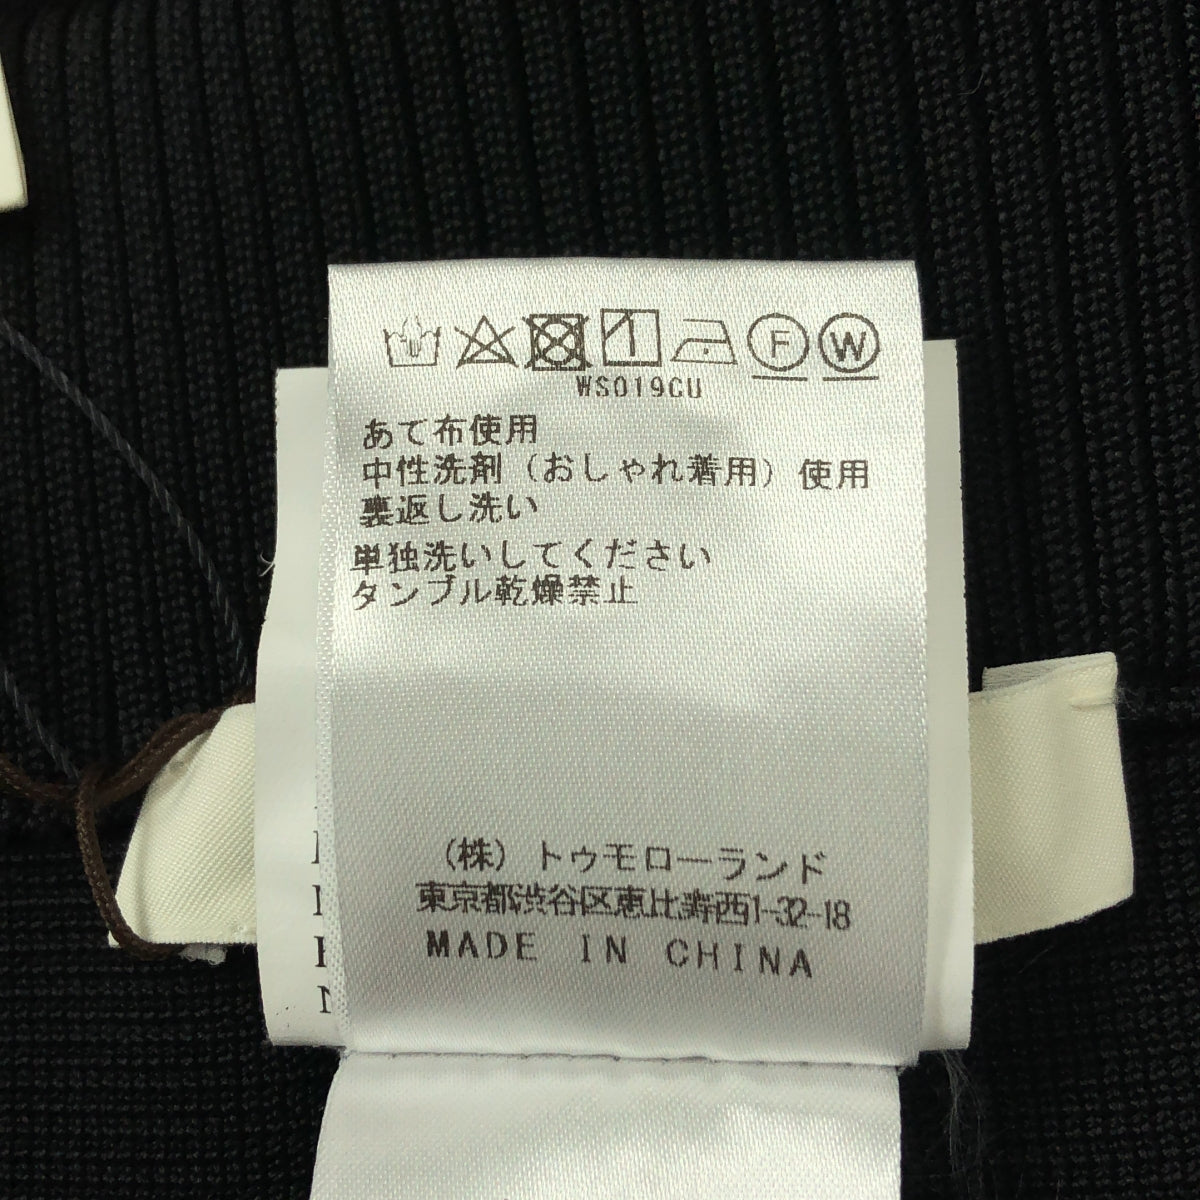 F W
WS019CU
あて布使用
中性洗剤（おしゃれ着用）使用
裏返し洗い
単独洗いしてください
タンブル乾燥禁止
（株）トゥモローランド
東京都渋谷区恵比寿西1-32-18
MADE IN CHINA